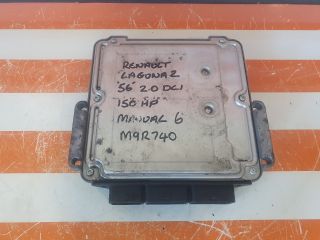 RENAULT
LAGUNA 2
'56' 2.0 DCI
150 HP
MANUAL 6
M9R740